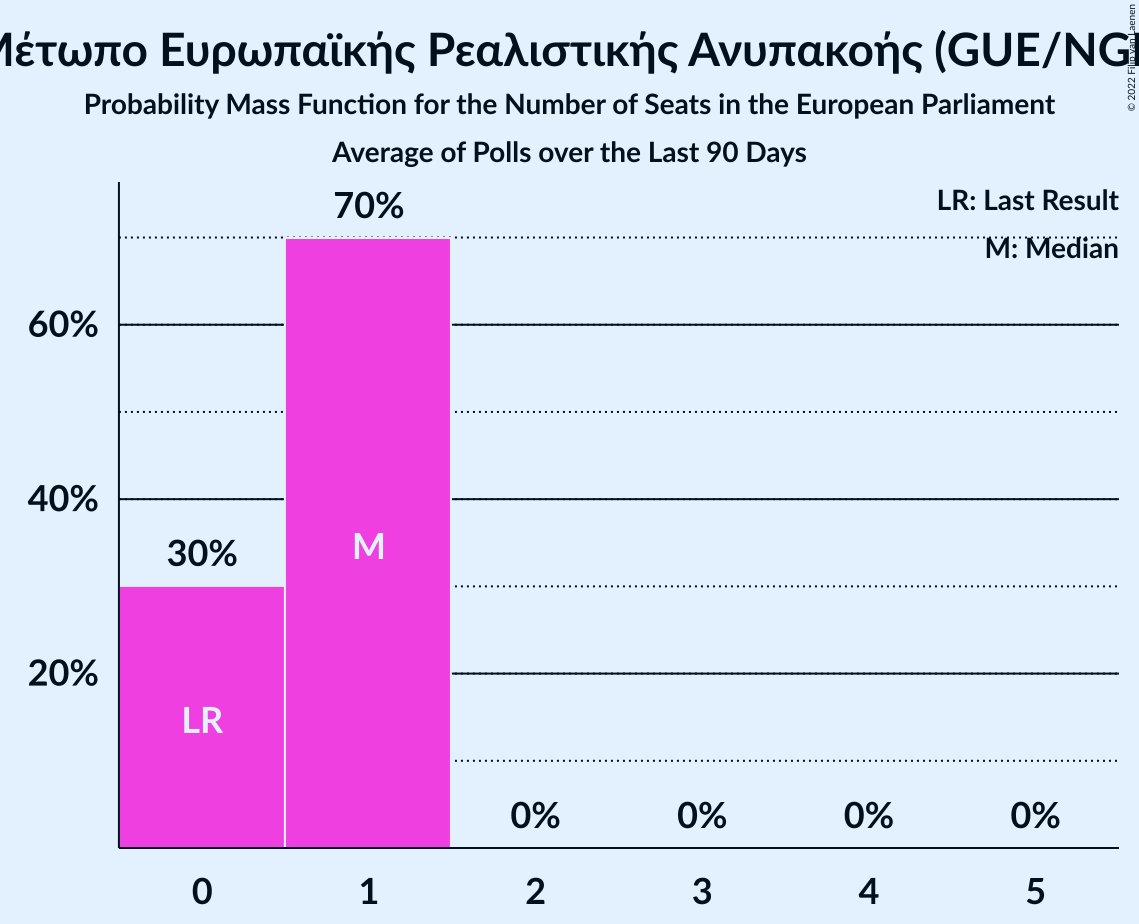 Μέτωπο Ευρωπαϊκής Ρεαλιστικής Ανυπακοής (GUE/NG
© 2022 Filip van Laenen
Probability Mass Function for the Number of Seats in the European Parliament
Average of Polls over the Last 90 Days
LR: Last Result
M: Median
70%
60%
40%
30%
20%
M
LR
0% 0% 0% 0%
0 1 2 3 4 5